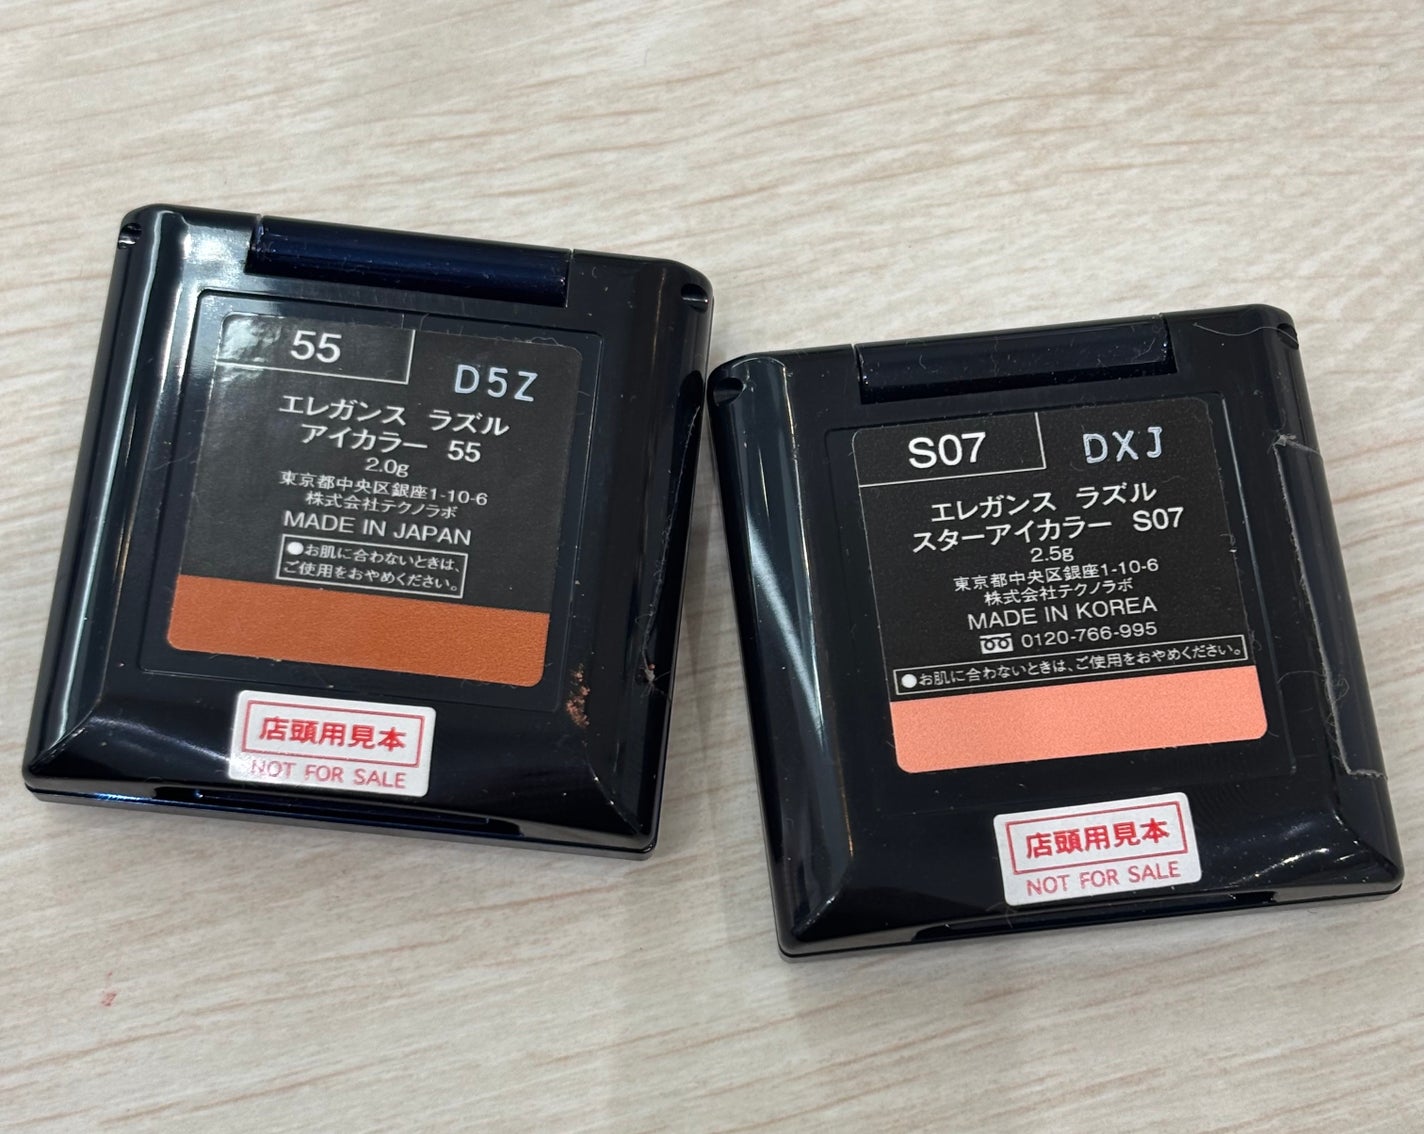 55
D5Z
エレガンス ラズル
アイカラー 55
2.0g
東京都中央区銀座1-10-6
株式会社テクノラボ
MADE IN JAPAN
●お肌に合わないときは、
ご使用をおやめください。
店頭用見本
NOT FOR SALE
S07
DXJ
エレガンス ラズル
スターアイカラー S07
2.5g
東京都中央区銀座1-10-6
株式会社テクノラボ
MADE IN KOREA
0120-766-995
●お肌に合わないときは、ご使用をおやめください。
店頭用見本
NOT FOR SALE